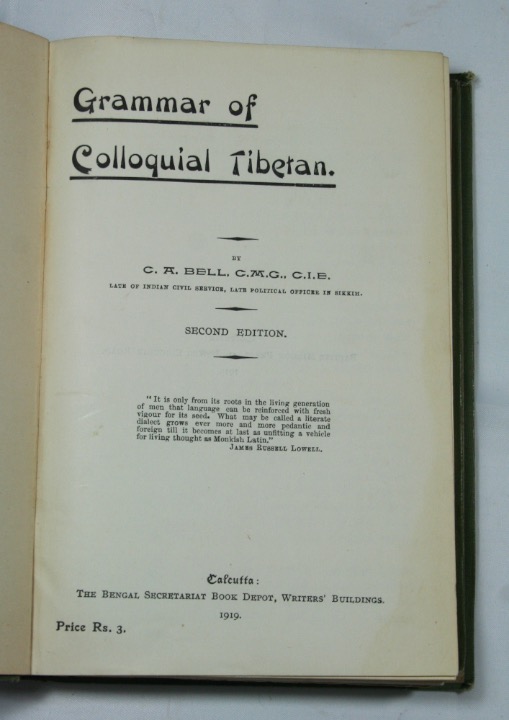 Grammar of
Colloquial Tibetan.
BY
C. A. BELL, C.M.G., C.I.E.
LATE OF INDIAN CIVIL SERVICE, LATE POLITICAL OFFICER IN SIKKIM.
SECOND EDITION.
"It is only from its roots in the living generation
of men that language can be reinforced with fresh
vigour for its seed. What may be called a literate
dialect grows ever more and more pedantic and
foreign till it becomes at last as unfitting a vehicle
for living thought as Monkish Latin."
JAMES RUSSELL LOWELL.
Calcutta:
THE BENGAL SECRETARIAT BOOK DEPOT, WRITERS' BUILDINGS.
1919.
Price Rs. 3.